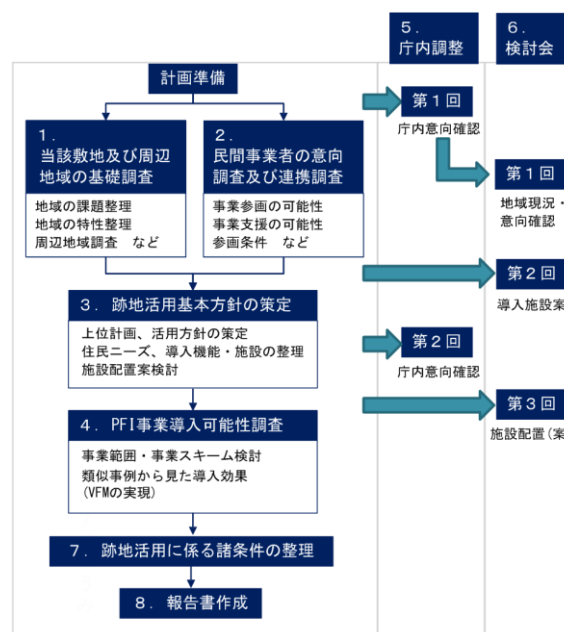 5．
庁内調整
6．
検討会
計画準備
第１回
庁内意向確認
1．
当該敷地及び周辺
地域の基礎調査
地域の課題整理
地域の特性整理
周辺地域調査　など
2．
民間事業者の意向
調査及び連携調査
事業参画の可能性
事業支援の可能性
参画条件　など
第１回
地域現況・
意向確認
第２回
導入施設案
3．跡地活用基本方針の策定
上位計画、活用方針の策定
住民ニーズ、導入機能・施設の整理
施設配置案検討
第２回
庁内意向確認
第３回
施設配置(案
4．PFI事業導入可能性調査
事業範囲・事業スキーム検討
類似事例から見た導入効果
(VFMの実現)
7．跡地活用に係る諸条件の整理
8．報告書作成